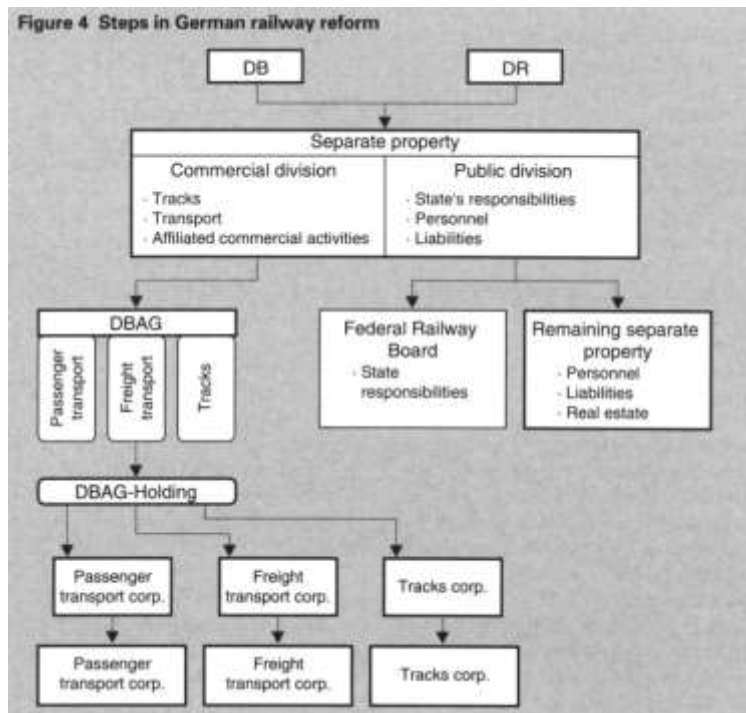 Figure 4 Steps in German railway reform
DB
DR
Separate property
Commercial division
- Tracks
- Transport
- Affiliated commercial activities
Public division
- State's responsibilities
- Personnel
- Liabilities
DBAG
Passenger
transport
Freight
transport
Tracks
Federal Railway
Board
- State
responsibilities
Remaining separate
property
- Personnel
- Liabilities
- Real estate
DBAG-Holding
Passenger
transport corp.
Freight
transport corp.
Tracks corp.
Passenger
transport corp.
Freight
transport corp.
Tracks corp.